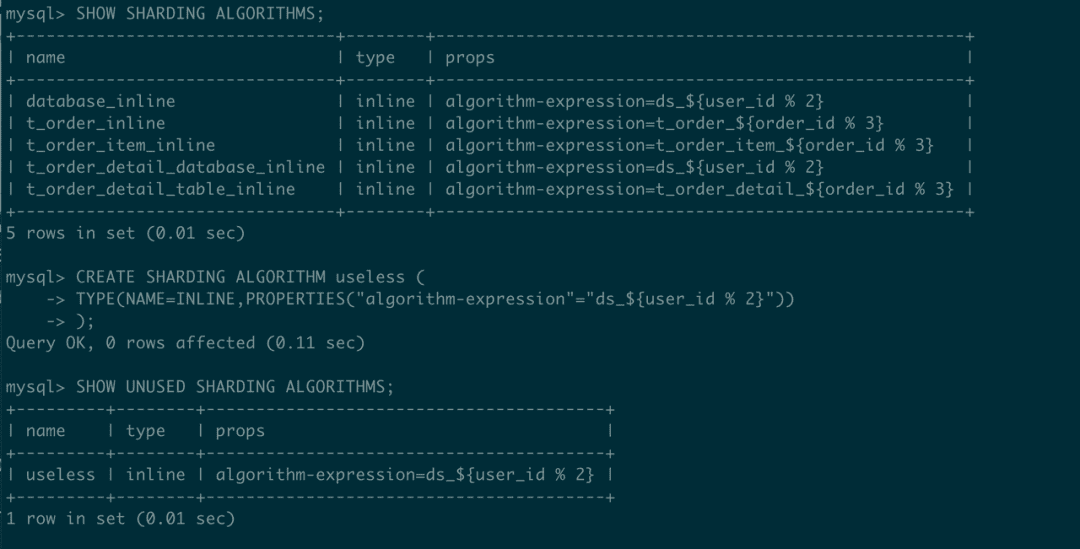 mysql> SHOW SHARDING ALGORITHMS;
+--------------------------------+--------+-----------------------------------------------------+
| name                           | type   | props                                               |
+--------------------------------+--------+-----------------------------------------------------+
| database_inline                | inline | algorithm-expression=ds_${user_id % 2}              |
| t_order_inline                 | inline | algorithm-expression=t_order_${order_id % 3}        |
| t_order_item_inline            | inline | algorithm-expression=t_order_item_${order_id % 3}   |
| t_order_detail_database_inline | inline | algorithm-expression=ds_${user_id % 2}              |
| t_order_detail_table_inline    | inline | algorithm-expression=t_order_detail_${order_id % 3} |
+--------------------------------+--------+-----------------------------------------------------+
5 rows in set (0.01 sec)
mysql> CREATE SHARDING ALGORITHM useless (
    -> TYPE(NAME=INLINE,PROPERTIES("algorithm-expression"="ds_${user_id % 2}"))
    -> );
Query OK, 0 rows affected (0.11 sec)
mysql> SHOW UNUSED SHARDING ALGORITHMS;
+---------+--------+----------------------------------------+
| name    | type   | props                                  |
+---------+--------+----------------------------------------+
| useless | inline | algorithm-expression=ds_${user_id % 2} |
+---------+--------+----------------------------------------+
1 row in set (0.01 sec)